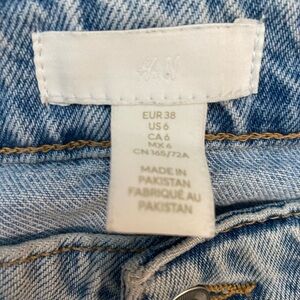 H&M
EUR 38
US 6
CA 6
MX 6
CN 165/72A
MADE IN
PAKISTAN
FABRIQUÉ AU
PAKISTAN